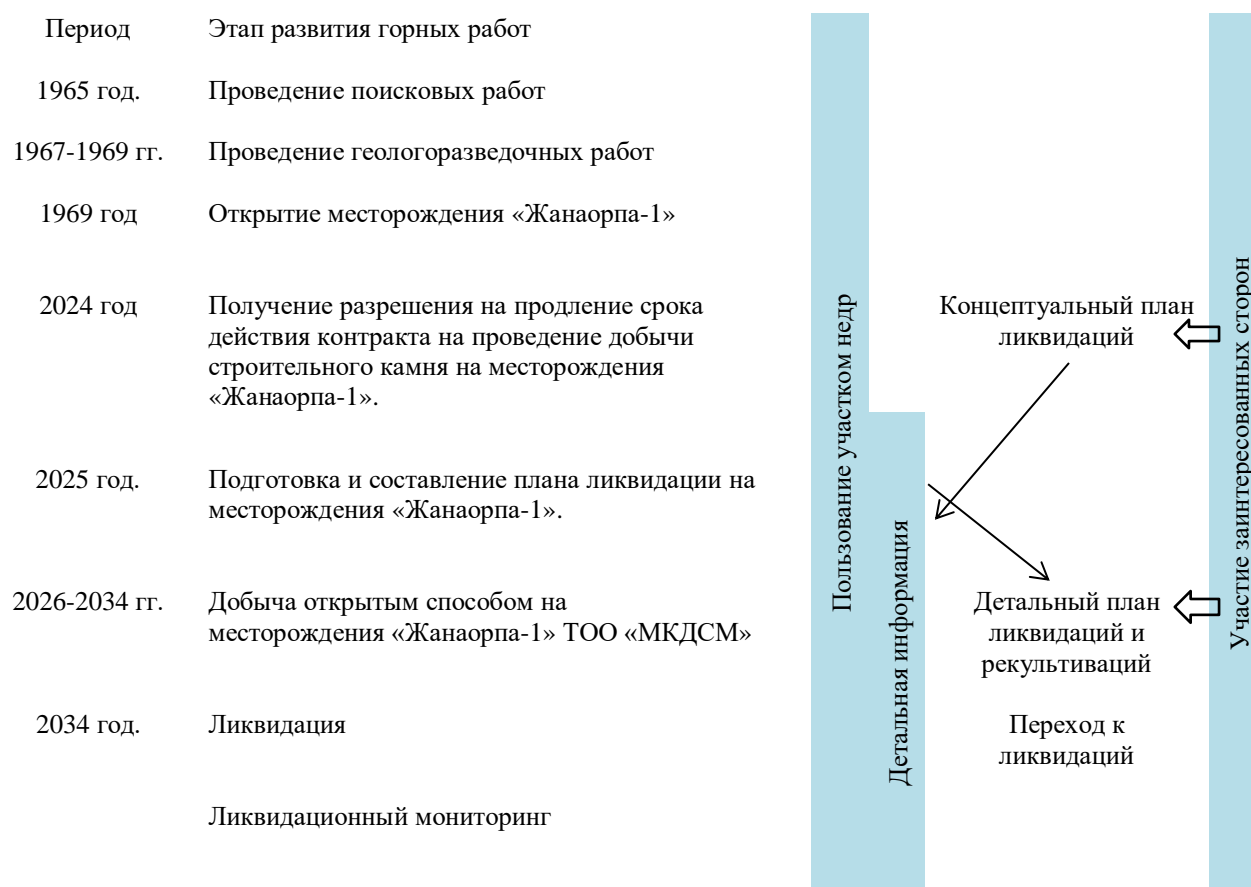 Период
Этап развития горных работ
1965 год.
Проведение поисковых работ
1967-1969 гг.
Проведение геологоразведочных работ
1969 год
Открытие месторождения «Жанаорпа-1»
2024 год
Получение разрешения на продление срока
действия контракта на проведение добычи
строительного камня на месторождения
«Жанаорпа-1».
2025 год.
Подготовка и составление плана ликвидации на
месторождения «Жанаорпа-1».
2026-2034 гг.
Добыча открытым способом на
месторождения «Жанаорпа-1» ТОО «МКДСМ»
2034 год.
Ликвидация
Ликвидационный мониторинг
Пользование участком недр
Детальная информация
Концептуальный план
ликвидаций
Детальный план
ликвидаций и
рекультиваций
Переход к
ликвидаций
Участие заинтересованных сторон